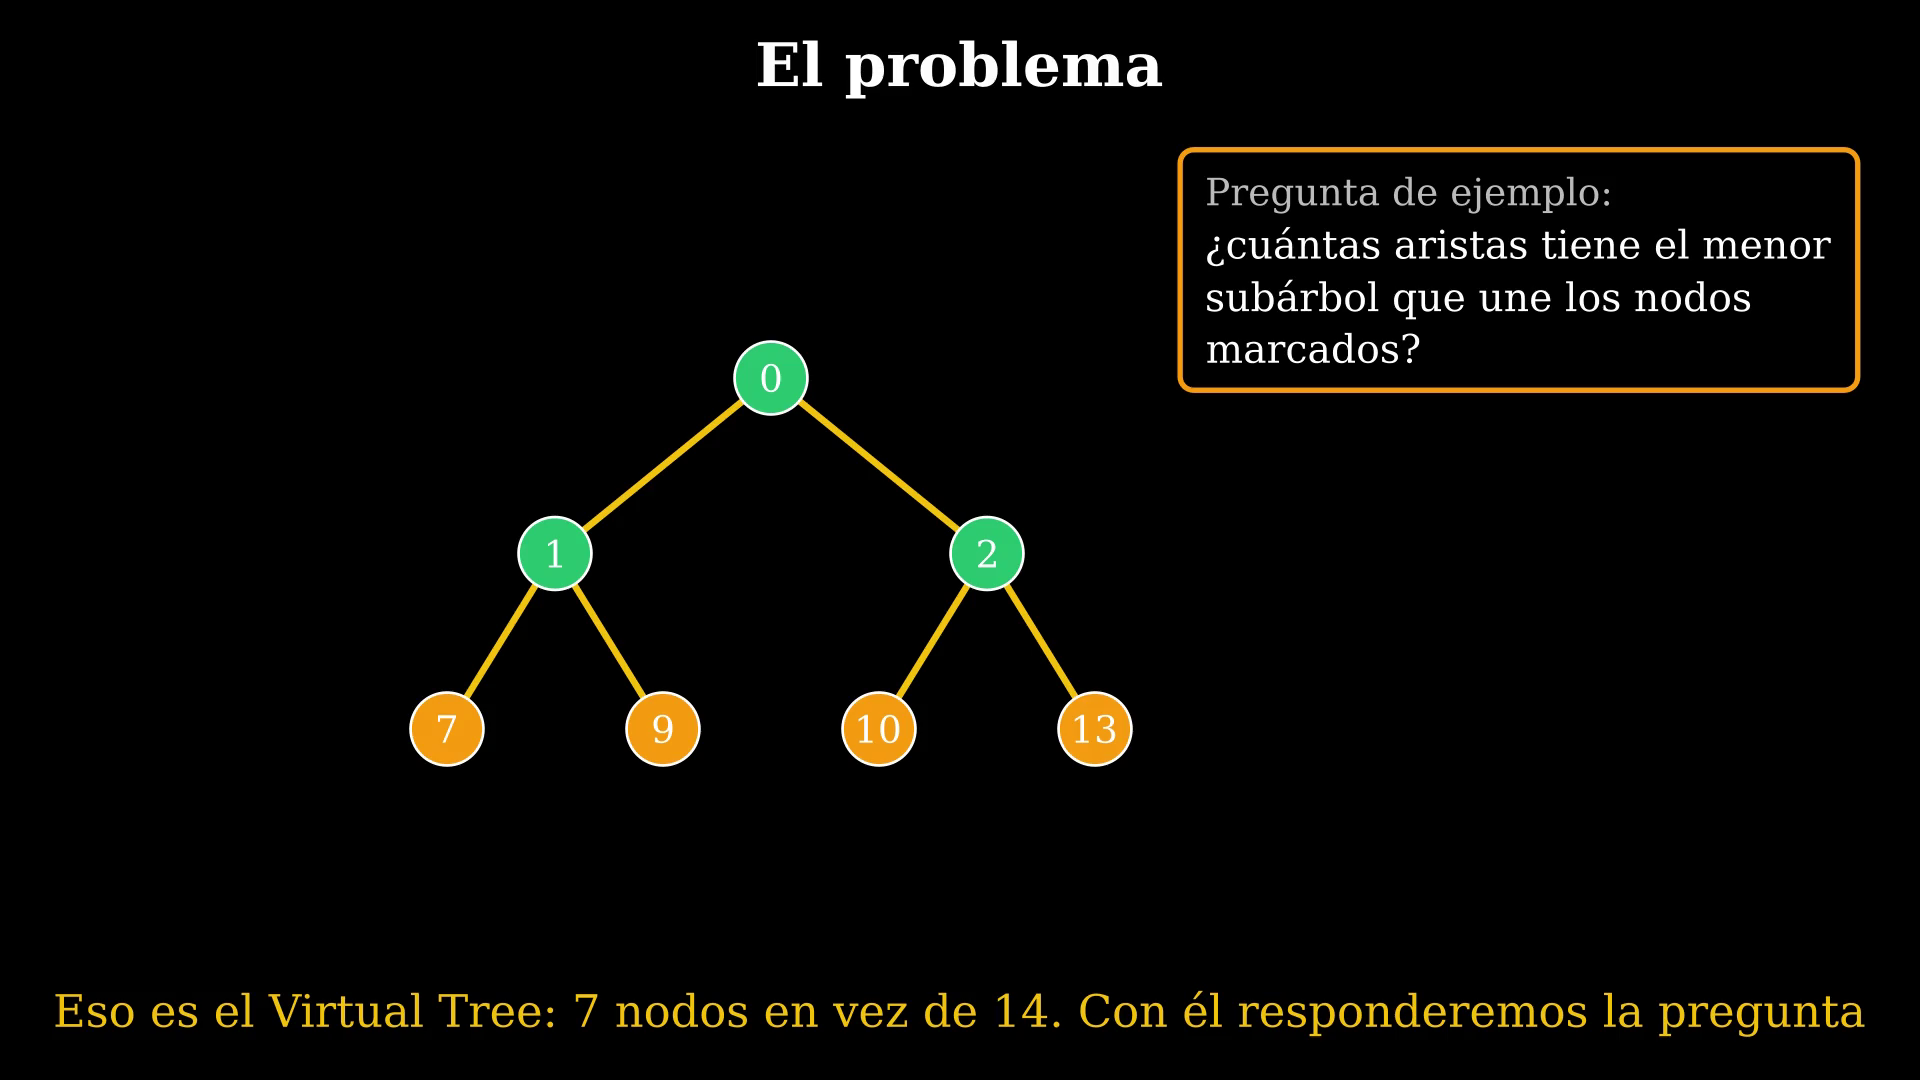 El problema
Pregunta de ejemplo:
¿cuántas aristas tiene el menor
subárbol que une los nodos
marcados?
0
1
2
7
9
10
13
Eso es el Virtual Tree: 7 nodos en vez de 14. Con él responderemos la pregunta